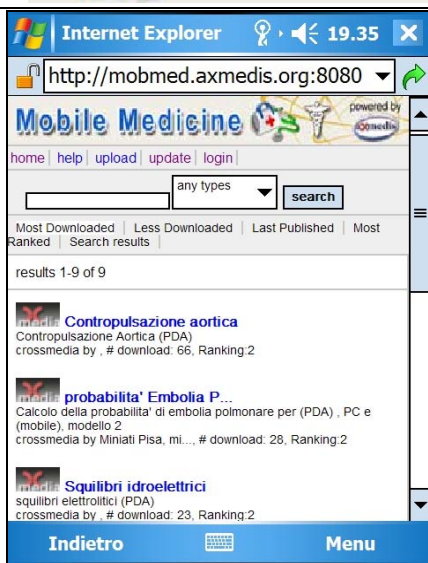 Internet Explorer 19.35
http://mobmed.axmedis.org:8080
Mobile Medicine powered by axmedis
home help upload update login
any types search
Most Downloaded Less Downloaded Last Published Most
Ranked Search results
results 1-9 of 9
Contropulsazione aortica
Contropulsazione Aortica (PDA)
crossmedia by , # download: 66, Ranking:2
probabilita' Embolia P...
Calcolo della probabilita' di embolia polmonare per (PDA) , PC e
(mobile), modello 2
crossmedia by Miniati Pisa, mi..., # download: 28, Ranking:2
Squilibri idroelettrici
squilibri elettrolitici (PDA)
crossmedia by , # download: 23, Ranking:2
Indietro Menu